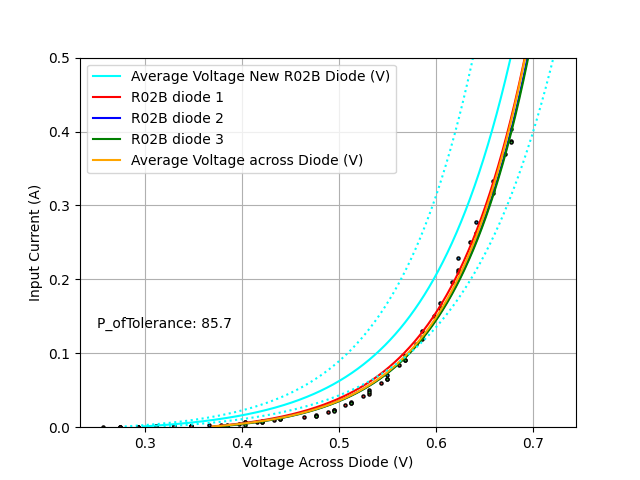 0.5
0.4
0.3
0.2
0.1
0.0
Input Current (A)
Average Voltage New R02B Diode (V)
R02B diode 1
R02B diode 2
R02B diode 3
Average Voltage across Diode (V)
P_ofTolerance: 85.7
0.3
0.4
0.5
0.6
0.7
Voltage Across Diode (V)